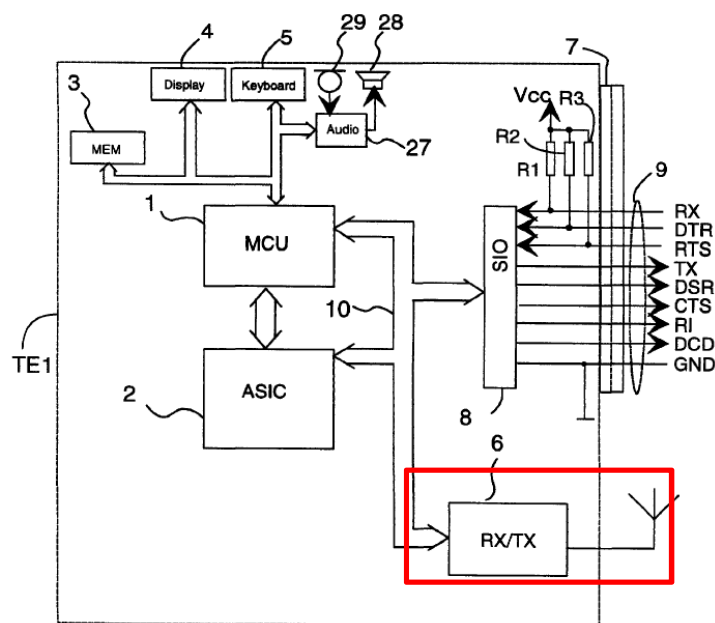 4 5 29 28 7
Display Keyboard
3
MEM
Audio
27
Vcc R3
R2
R1
9
1
MCU
SIO
RX
DTR
RTS
TX
DSR
CTS
RI
DCD
GND
10
TE1
2
ASIC
8
6
RX/TX